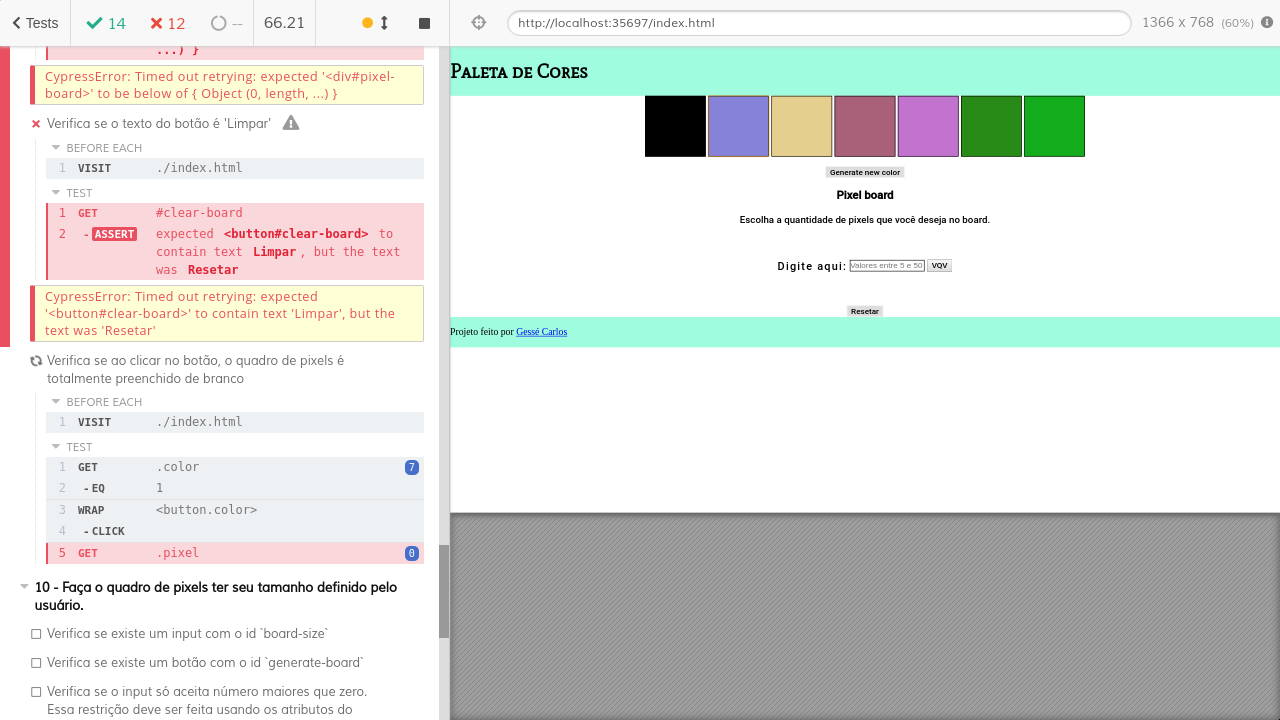 Tests
14
12
--
66.21
http://localhost:35697/index.html
1366 x 768 (60%)
...) }
CypressError: Timed out retrying: expected '<div#pixel-
board>' to be below of { Object (0, length, ...) }
Verifica se o texto do botão é 'Limpar'
BEFORE EACH
1 VISIT ./index.html
TEST
1 GET #clear-board
2 -ASSERT expected <button#clear-board> to
contain text Limpar, but the text
was Resetar
CypressError: Timed out retrying: expected
'<button#clear-board>' to contain text 'Limpar', but the
text was 'Resetar'
Verifica se ao clicar no botão, o quadro de pixels é
totalmente preenchido de branco
BEFORE EACH
1 VISIT ./index.html
TEST
1 GET .color 7
2 -EQ 1
3 WRAP <button.color>
4 -CLICK
5 GET .pixel 0
10 - Faça o quadro de pixels ter seu tamanho definido pelo
usuário.
Verifica se existe um input com o id `board-size`
Verifica se existe um botão com o id `generate-board`
Verifica se o input só aceita número maiores que zero.
Essa restrição deve ser feita usando os atributos do
Paleta de Cores
Generate new color
Pixel board
Escolha a quantidade de pixels que você deseja no board.
Digite aqui: Valores entre 5 e 50 VQV
Resetar
Projeto feito por Gessé Carlos